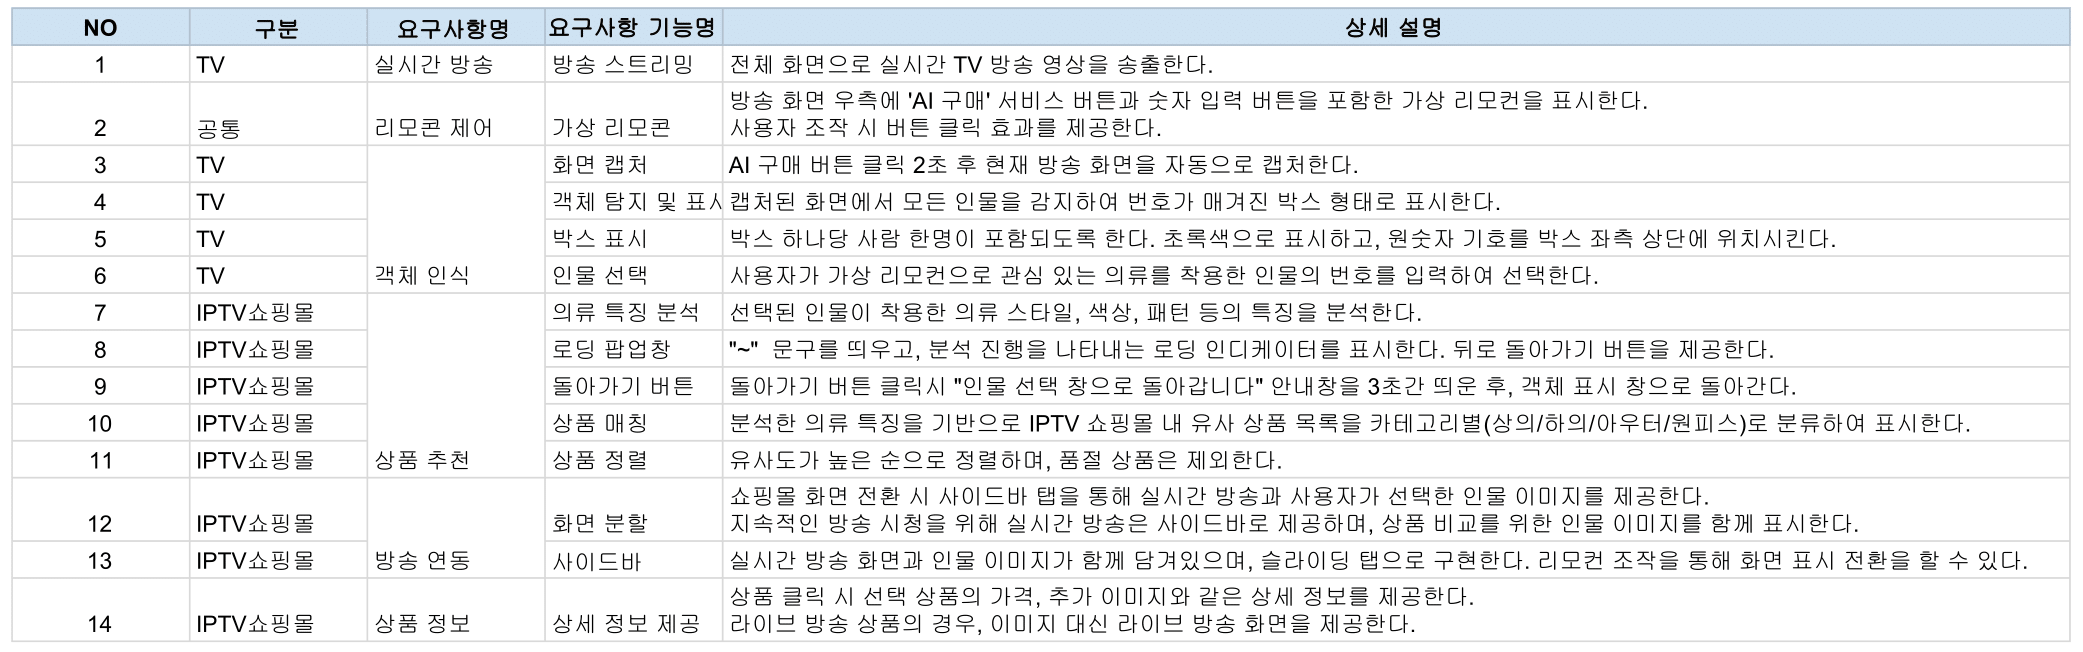 NO 구분 요구사항명 요구사항 기능명 상세 설명
1 TV 실시간 방송 방송 스트리밍 전체 화면으로 실시간 TV 방송 영상을 송출한다.
방송 화면 우측에 'AI 구매' 서비스 버튼과 숫자 입력 버튼을 포함한 가상 리모컨을 표시한다.
2 공통 리모콘 제어 가상 리모콘 사용자 조작 시 버튼 클릭 효과를 제공한다.
3 TV 화면 캡처 AI 구매 버튼 클릭 2초 후 현재 방송 화면을 자동으로 캡처한다.
4 TV 객체 탐지 및 표시 캡처된 화면에서 모든 인물을 감지하여 번호가 매겨진 박스 형태로 표시한다.
5 TV 박스 표시 박스 하나당 사람 한명이 포함되도록 한다. 초록색으로 표시하고, 원숫자 기호를 박스 좌측 상단에 위치시킨다.
6 TV 객체 인식 인물 선택 사용자가 가상 리모컨으로 관심 있는 의류를 착용한 인물의 번호를 입력하여 선택한다.
7 IPTV쇼핑몰 의류 특징 분석 선택된 인물이 착용한 의류 스타일, 색상, 패턴 등의 특징을 분석한다.
8 IPTV쇼핑몰 로딩 팝업창 "~" 문구를 띄우고, 분석 진행을 나타내는 로딩 인디케이터를 표시한다. 뒤로 돌아가기 버튼을 제공한다.
9 IPTV쇼핑몰 돌아가기 버튼 돌아가기 버튼 클릭시 "인물 선택 창으로 돌아갑니다" 안내창을 3초간 띄운 후, 객체 표시 창으로 돌아간다.
10 IPTV쇼핑몰 상품 매칭 분석한 의류 특징을 기반으로 IPTV 쇼핑몰 내 유사 상품 목록을 카테고리별(상의/하의/아우터/원피스)로 분류하여 표시한다.
11 IPTV쇼핑몰 상품 추천 상품 정렬 유사도가 높은 순으로 정렬하며, 품절 상품은 제외한다.
쇼핑몰 화면 전환 시 사이드바 탭을 통해 실시간 방송과 사용자가 선택한 인물 이미지를 제공한다.
12 IPTV쇼핑몰 화면 분할 지속적인 방송 시청을 위해 실시간 방송은 사이드바로 제공하며, 상품 비교를 위한 인물 이미지를 함께 표시한다.
13 IPTV쇼핑몰 방송 연동 사이드바 실시간 방송 화면과 인물 이미지가 함께 담겨있으며, 슬라이딩 탭으로 구현한다. 리모컨 조작을 통해 화면 표시 전환을 할 수 있다.
상품 클릭 시 선택 상품의 가격, 추가 이미지와 같은 상세 정보를 제공한다.
14 IPTV쇼핑몰 상품 정보 상세 정보 제공 라이브 방송 상품의 경우, 이미지 대신 라이브 방송 화면을 제공한다.